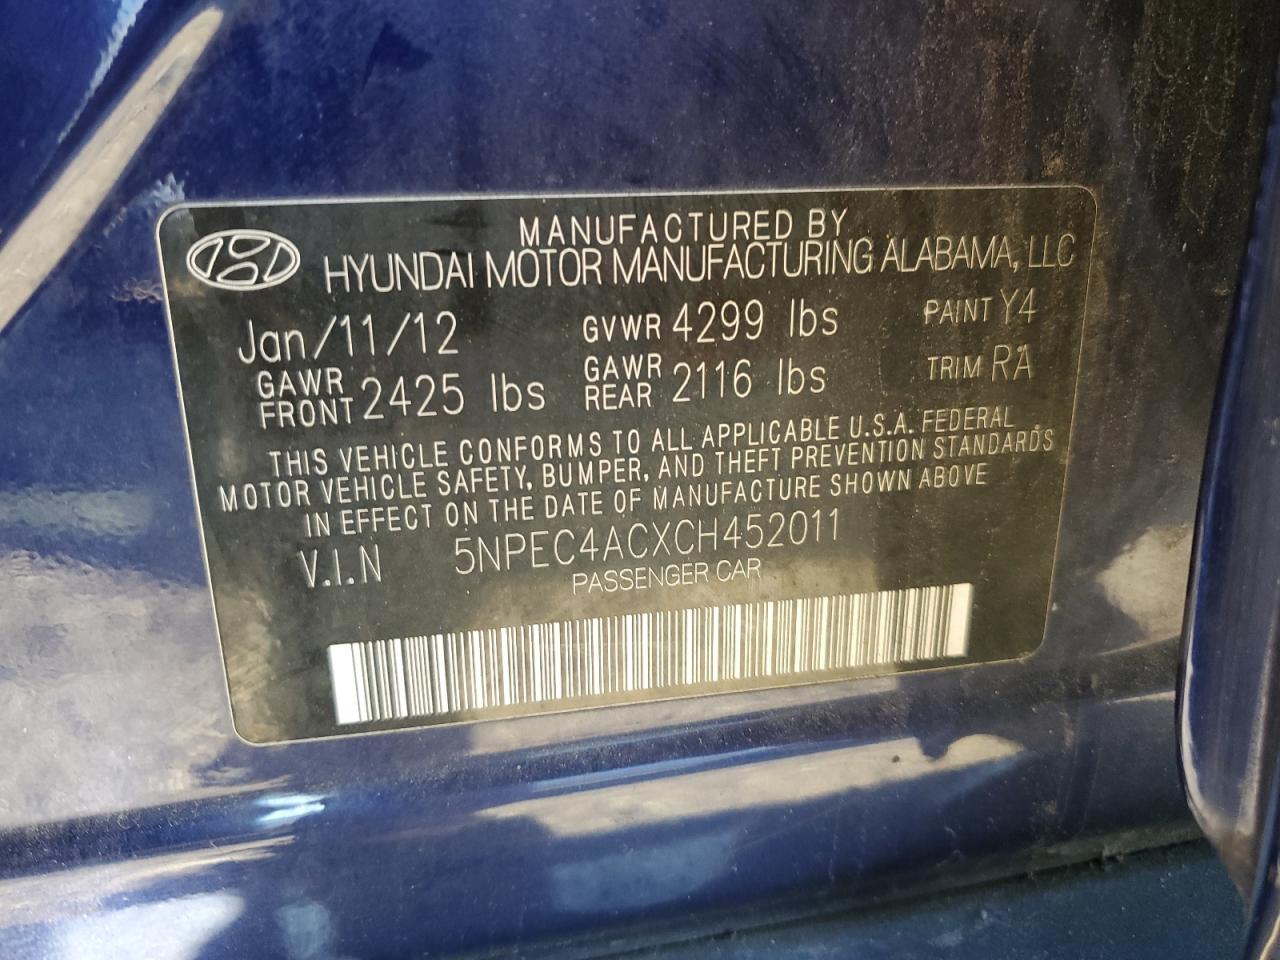 MANUFACTURED BY
HYUNDAI MOTOR MANUFACTURING ALABAMA, LLC
Jan/11/12 GVWR 4299 lbs PAINT Y4
GAWR FRONT 2425 lbs GAWR REAR 2116 lbs TRIM RA
THIS VEHICLE CONFORMS TO ALL APPLICABLE U.S.A. FEDERAL
MOTOR VEHICLE SAFETY, BUMPER, AND THEFT PREVENTION STANDARDS
IN EFFECT ON THE DATE OF MANUFACTURE SHOWN ABOVE
V.I.N 5NPEC4ACXCH452011
PASSENGER CAR